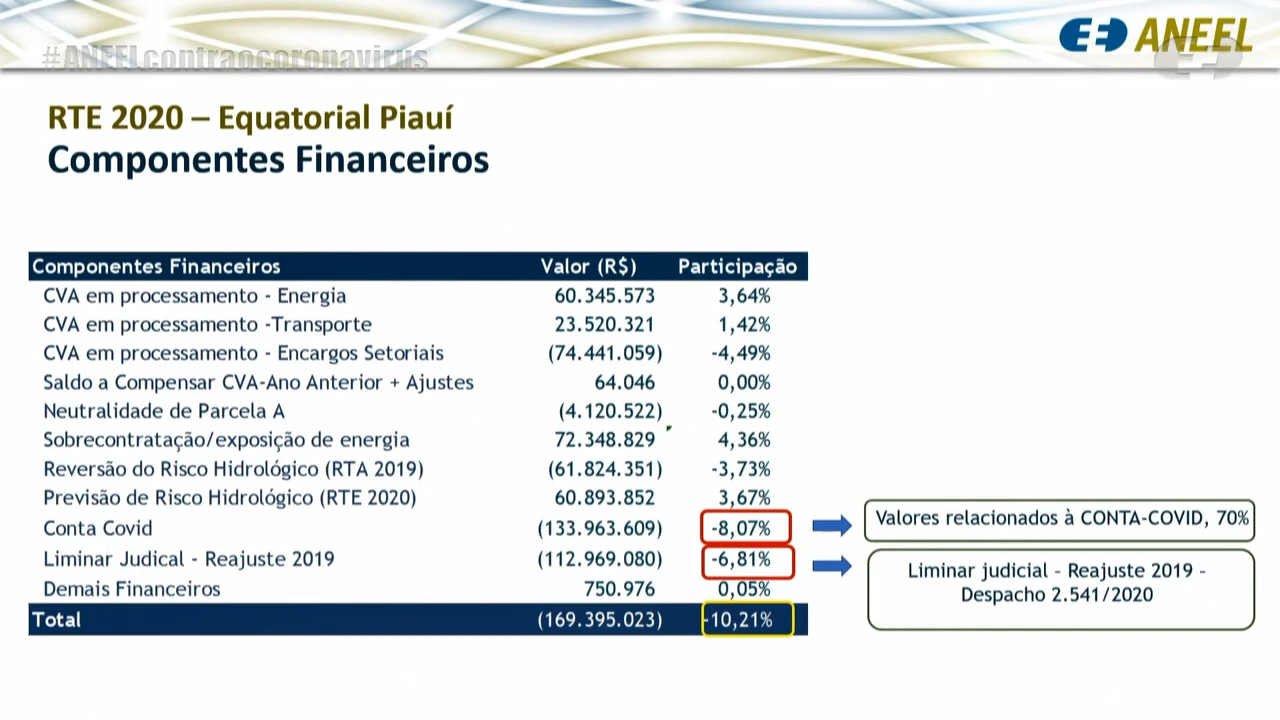 #ANEELcontraocoronavirus
ANEEL
RTE 2020 – Equatorial Piauí
Componentes Financeiros
Componentes Financeiros Valor (R$) Participação
CVA em processamento - Energia 60.345.573 3,64%
CVA em processamento -Transporte 23.520.321 1,42%
CVA em processamento - Encargos Setoriais (74.441.059) -4,49%
Saldo a Compensar CVA-Ano Anterior + Ajustes 64.046 0,00%
Neutralidade de Parcela A (4.120.522) -0,25%
Sobrecontratação/exposição de energia 72.348.829 4,36%
Reversão do Risco Hidrológico (RTA 2019) (61.824.351) -3,73%
Previsão de Risco Hidrológico (RTE 2020) 60.893.852 3,67%
Conta Covid (133.963.609) -8,07%
Valores relacionados à CONTA-COVID, 70%
Liminar Judical - Reajuste 2019 (112.969.080) -6,81%
Liminar judicial - Reajuste 2019 -
Despacho 2.541/2020
Demais Financeiros 750.976 0,05%
Total (169.395.023) -10,21%